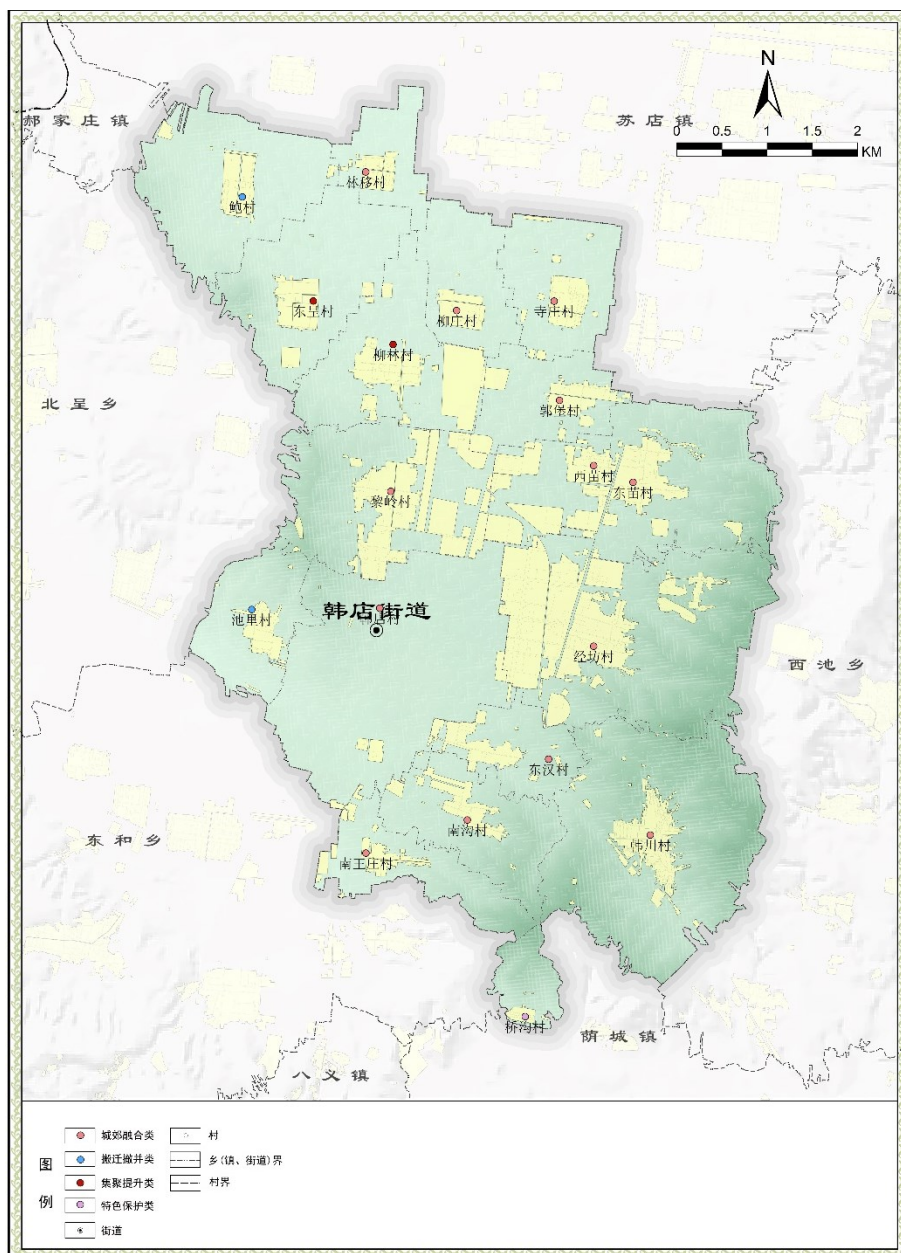 N
郝家庄镇
苏店镇
0 0.5 1 1.5 2
KM
林移村
鲍村
东呈村
柳庄村
寺庄村
柳林村
北呈乡
郭堡村
西苗村
东苗村
黎岭村
池里村
韩店街道
韩店村
经坊村
西池乡
东汉村
东和乡
南沟村
南王庄村
伟川村
桥沟村
荫城镇
八义镇
图例
城郊融合类
村
搬迁撤并类
乡(镇、街道)界
集聚提升类
村界
特色保护类
街道